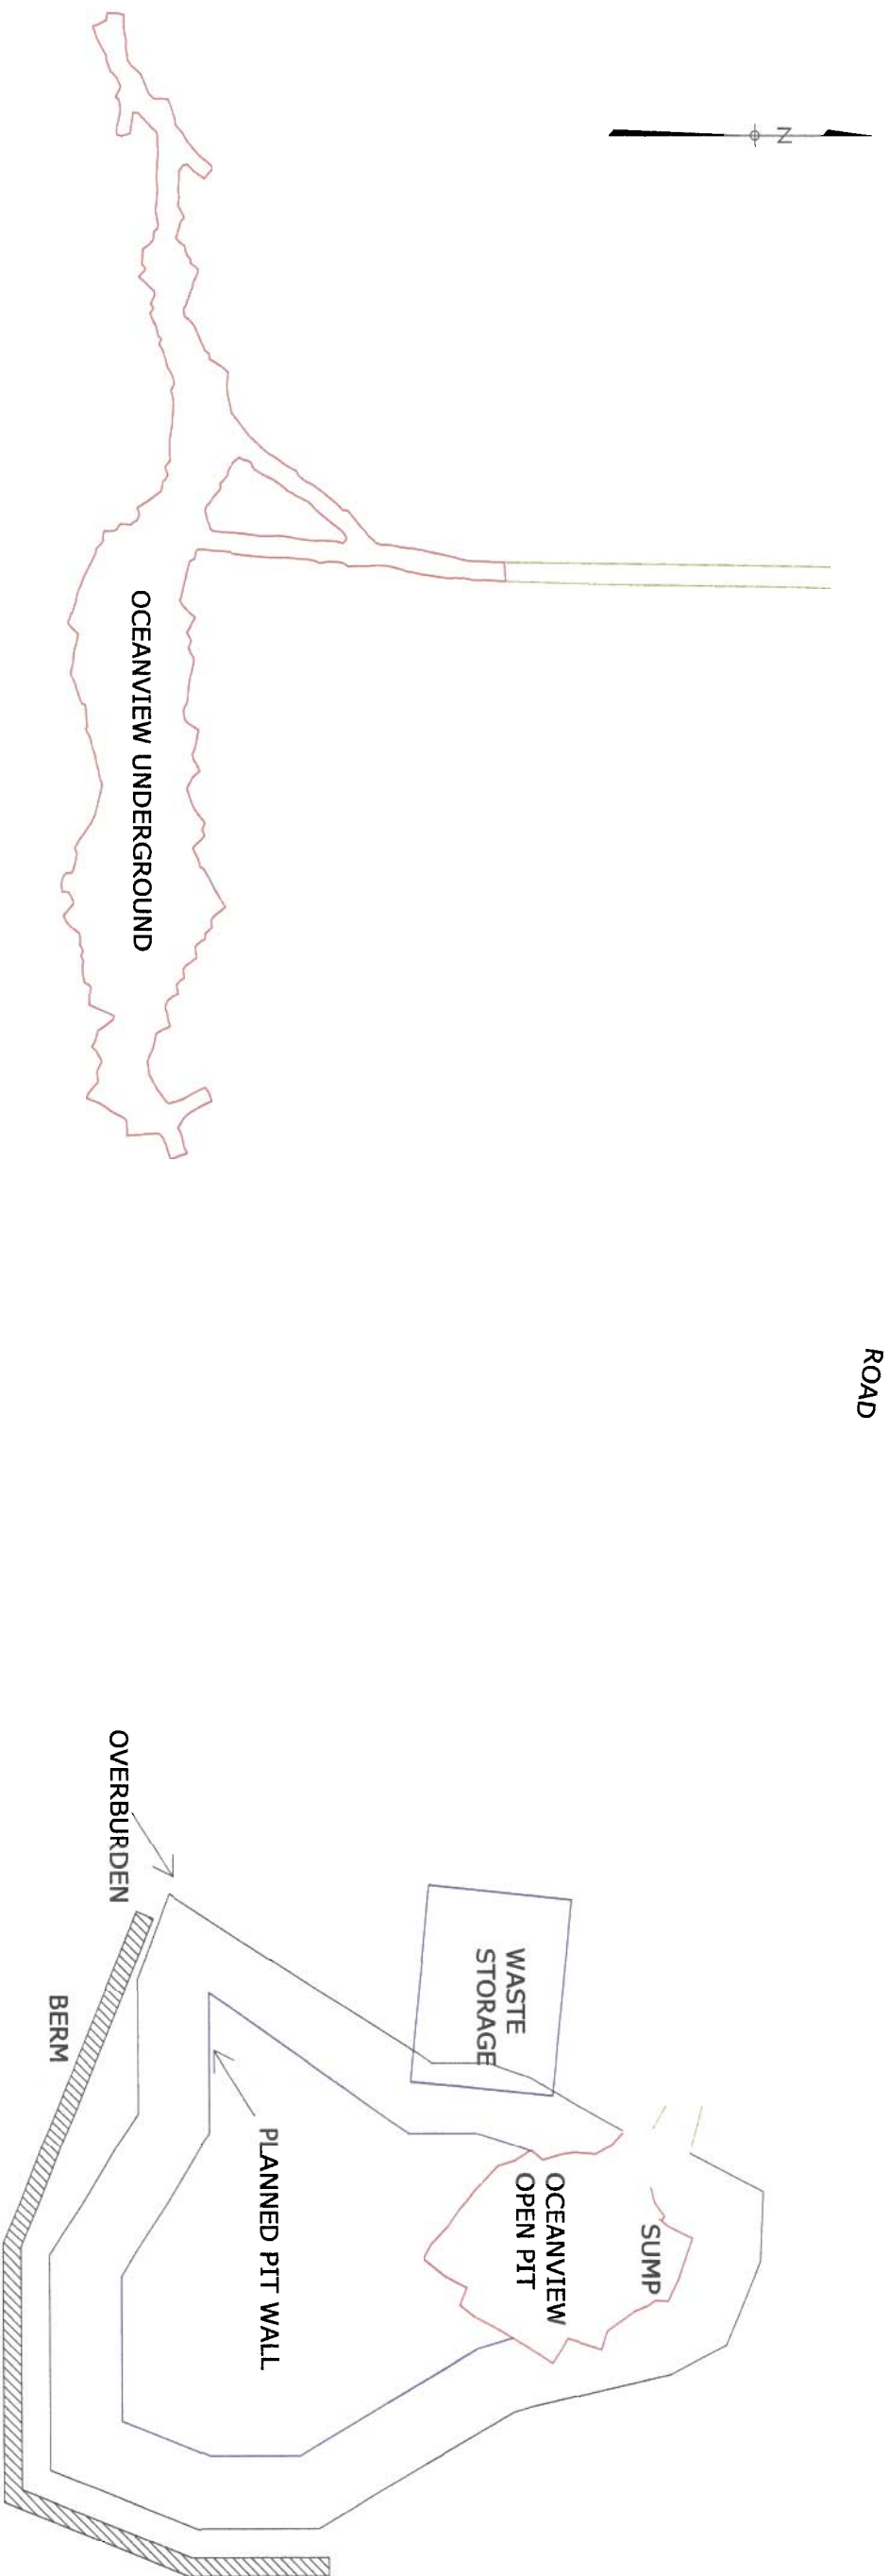 Z
ROAD
OCEANVIEW UNDERGROUND
WASTE
STORAGE
SUMP
OCEANVIEW
OPEN PIT
PLANNED PIT WALL
OVERBURDEN
BERM